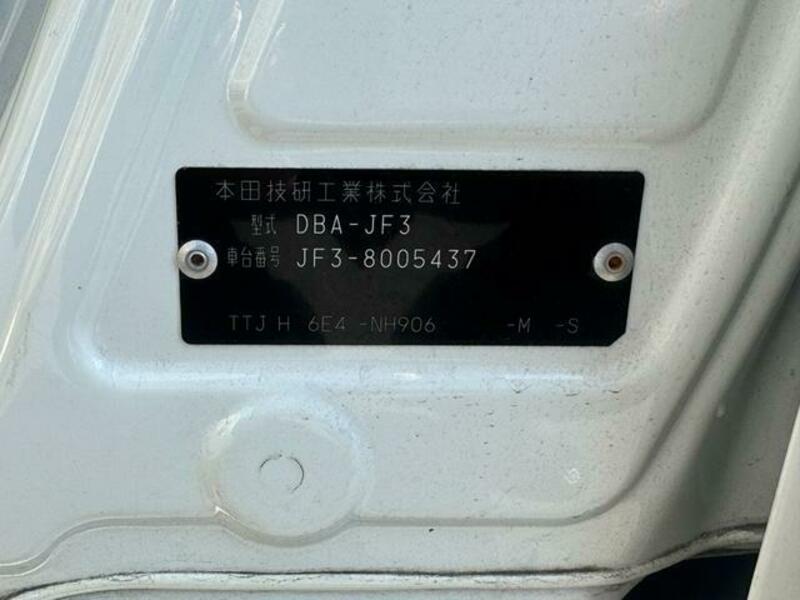 本田技研工業株式会社
型式 DBA-JF3
車台番号 JF3-8005437
TTJ H 6E4 -NH906 -M -S